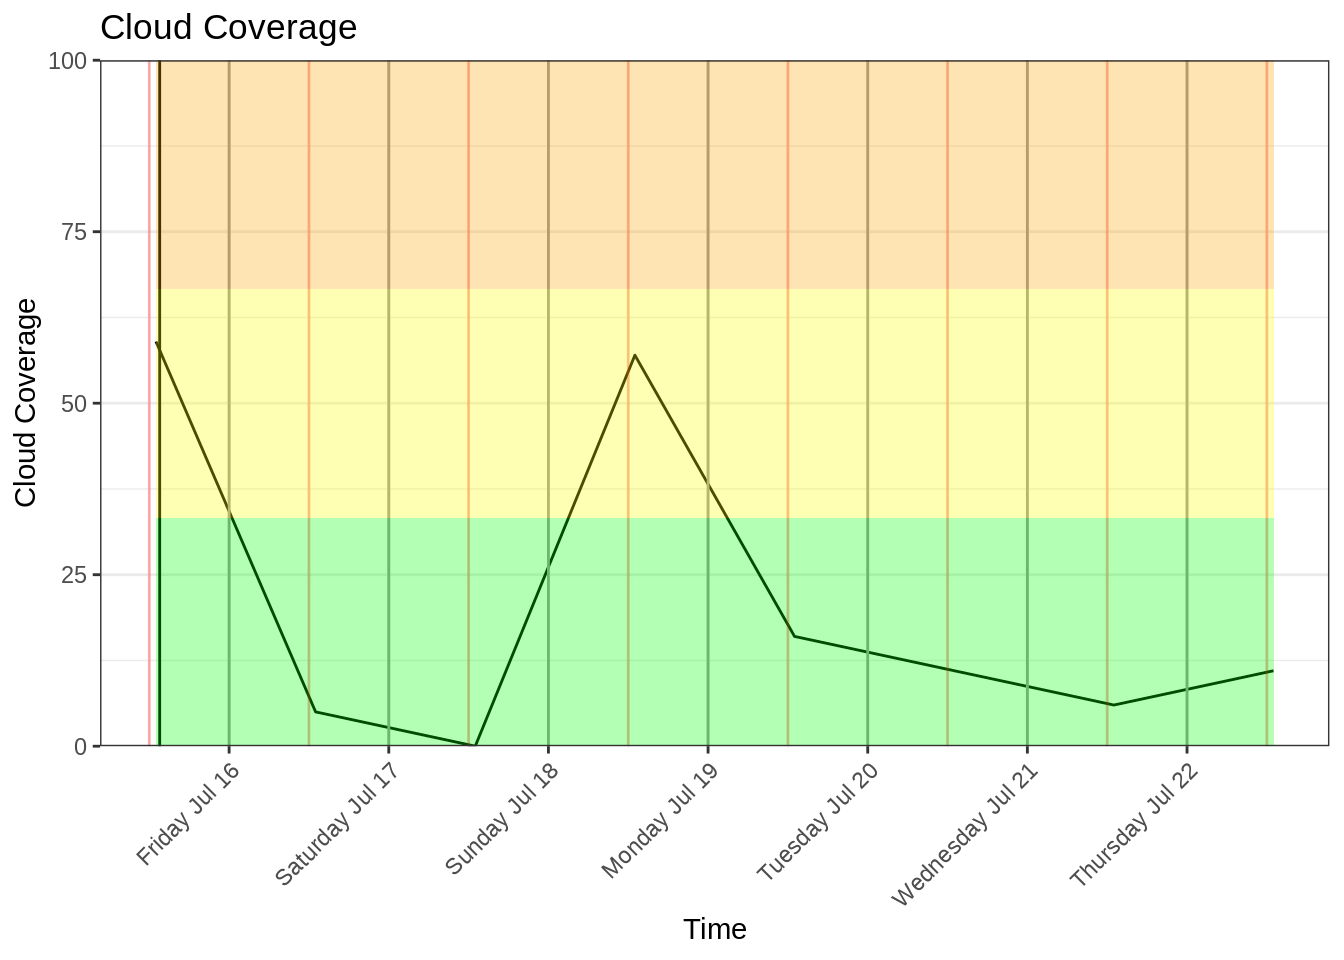 Cloud Coverage
100
75
50
25
0
Cloud Coverage
Friday Jul 16
Saturday Jul 17
Sunday Jul 18
Monday Jul 19
Tuesday Jul 20
Wednesday Jul 21
Thursday Jul 22
Time